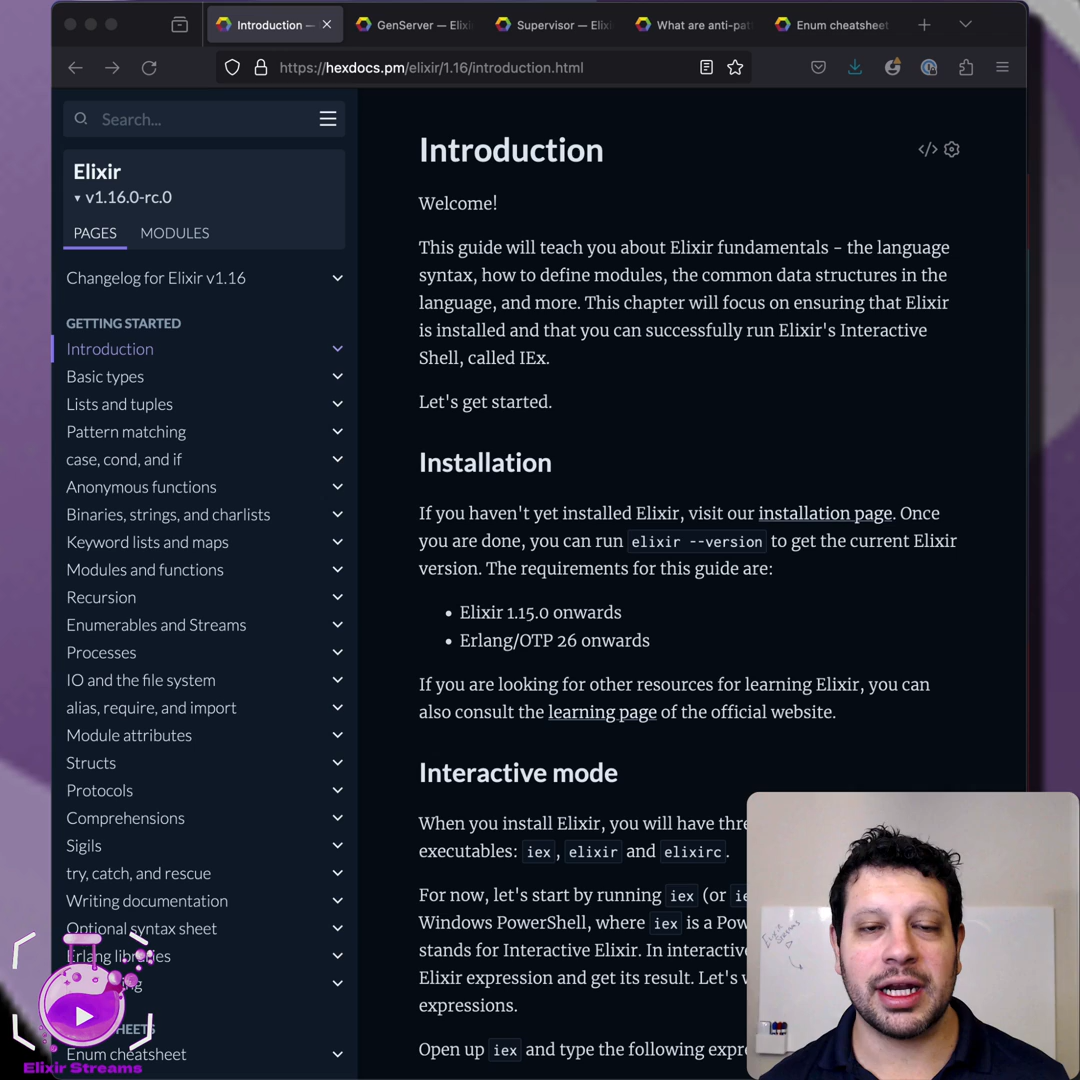 Introduction —
GenServer — Elixi
Supervisor — Elixi
What are anti-pat
Enum cheatsheet
https://hexdocs.pm/elixir/1.16/introduction.html
Search...
Elixir
v1.16.0-rc.0
PAGES
MODULES
Changelog for Elixir v1.16
GETTING STARTED
Introduction
Basic types
Lists and tuples
Pattern matching
case, cond, and if
Anonymous functions
Binaries, strings, and charlists
Keyword lists and maps
Modules and functions
Recursion
Enumerables and Streams
Processes
IO and the file system
alias, require, and import
Module attributes
Structs
Protocols
Comprehensions
Sigils
try, catch, and rescue
Writing documentation
Optional syntax sheet
Erlang libraries
Enum cheatsheet
Elixir Streams
Introduction
Welcome!
This guide will teach you about Elixir fundamentals - the language
syntax, how to define modules, the common data structures in the
language, and more. This chapter will focus on ensuring that Elixir
is installed and that you can successfully run Elixir's Interactive
Shell, called IEx.
Let's get started.
Installation
If you haven't yet installed Elixir, visit our installation page. Once
you are done, you can run elixir --version to get the current Elixir
version. The requirements for this guide are:
• Elixir 1.15.0 onwards
• Erlang/OTP 26 onwards
If you are looking for other resources for learning Elixir, you can
also consult the learning page of the official website.
Interactive mode
When you install Elixir, you will have thre
executables: iex, elixir and elixirc.
For now, let's start by running iex (or ie
Windows PowerShell, where iex is a Pow
stands for Interactive Elixir. In interactive
Elixir expression and get its result. Let's w
expressions.
Open up iex and type the following expre
Elixir
Streams